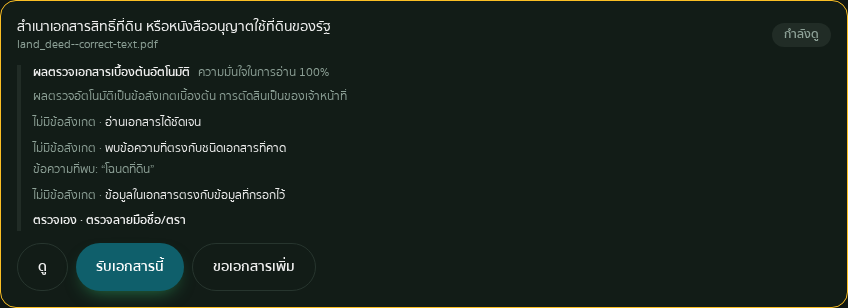 สำเนาเอกสารสิทธิ์ที่ดิน หรือหนังสืออนุญาตใช้ที่ดินของรัฐ
land_deed--correct-text.pdf
กำลังดู
ผลตรวจเอกสารเบื้องต้นอัตโนมัติ ความมั่นใจในการอ่าน 100%
ผลตรวจอัตโนมัติเป็นข้อสังเกตเบื้องต้น การตัดสินเป็นของเจ้าหน้าที่
ไม่มีข้อสังเกต · อ่านเอกสารได้ชัดเจน
ไม่มีข้อสังเกต · พบข้อความที่ตรงกับชนิดเอกสารที่คาด
ข้อความที่พบ: “โฉนดที่ดิน”
ไม่มีข้อสังเกต · ข้อมูลในเอกสารตรงกับข้อมูลที่กรอกไว้
ตรวจเอง · ตรวจลายมือชื่อ/ตรา
ดู
รับเอกสารนี้
ขอเอกสารเพิ่ม